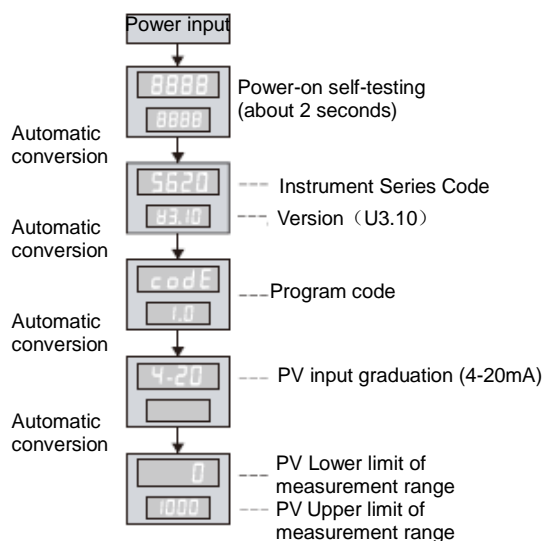 Power input
8888
8888
Power-on self-testing
(about 2 seconds)
Automatic
conversion
5620
Instrument Series Code
U3.10
Version（U3.10）
Automatic
conversion
codE
1.0
Program code
Automatic
conversion
4-20
PV input graduation (4-20mA)
Automatic
conversion
0
PV Lower limit of
measurement range
1000
PV Upper limit of
measurement range